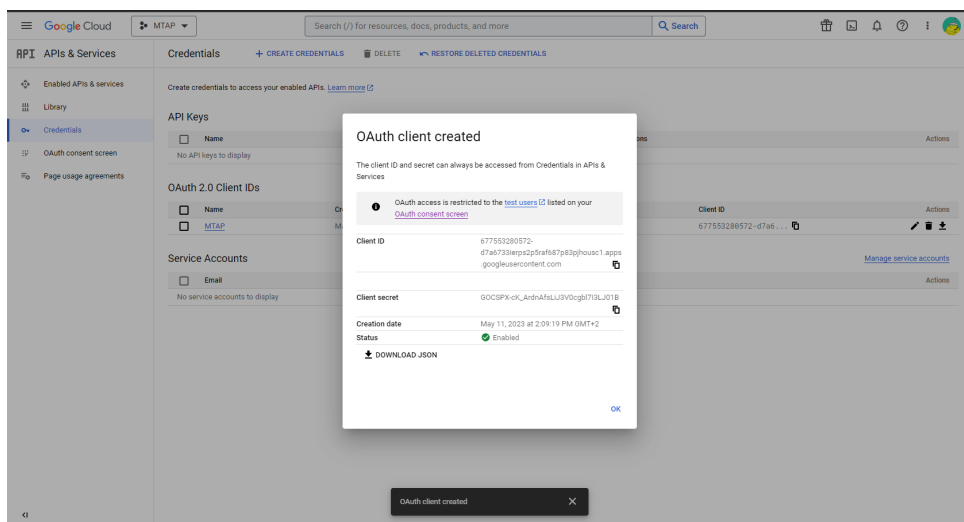 Google Cloud
MTAP
Search (/) for resources, docs, products, and more
Search
API APIs & Services
Credentials
+ CREATE CREDENTIALS
DELETE
RESTORE DELETED CREDENTIALS
Enabled APIs & services
Library
Credentials
OAuth consent screen
Page usage agreements
Create credentials to access your enabled APIs. Learn more
API Keys
Name
Actions
No API keys to display
OAuth 2.0 Client IDs
Name
Client ID
Actions
MTAP
677553280572-d7a6...
Service Accounts
Manage service accounts
Email
Actions
No service accounts to display
OAuth client created
The client ID and secret can always be accessed from Credentials in APIs &
Services
OAuth access is restricted to the test users listed on your
OAuth consent screen
Client ID
677553280572-
d7a6733ierps2p5raf687p83pjhousc1.apps
.googleusercontent.com
Client secret
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
Creation date
May 11, 2023 at 2:09:19 PM GMT+2
Status
Enabled
DOWNLOAD JSON
OK
OAuth client created